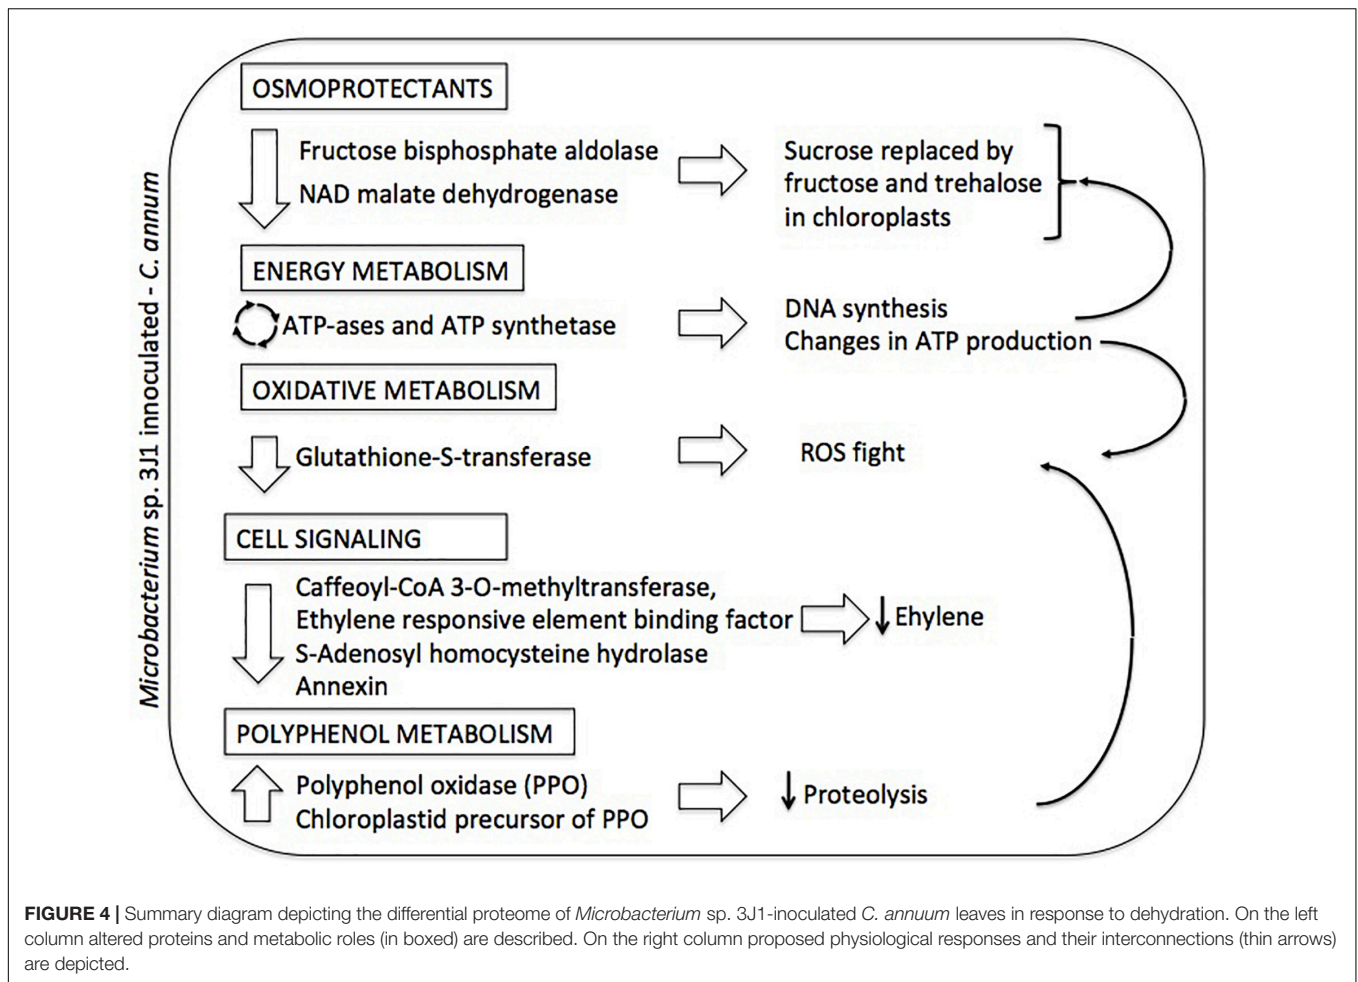 Microbacterium sp. 3J1 innoculated - C. annum
OSMOPROTECTANTS
Fructose bisphosphate aldolase
NAD malate dehydrogenase
Sucrose replaced by
fructose and trehalose
in chloroplasts
ENERGY METABOLISM
ATP-ases and ATP synthetase
DNA synthesis
Changes in ATP production
OXIDATIVE METABOLISM
Glutathione-S-transferase
ROS fight
CELL SIGNALING
Caffeoyl-CoA 3-O-methyltransferase,
Ethylene responsive element binding factor
S-Adenosyl homocysteine hydrolase
Annexin
Ehylene
POLYPHENOL METABOLISM
Polyphenol oxidase (PPO)
Chloroplastid precursor of PPO
Proteolysis
FIGURE 4 | Summary diagram depicting the differential proteome of Microbacterium sp. 3J1-inoculated C. annuum leaves in response to dehydration. On the left
column altered proteins and metabolic roles (in boxed) are described. On the right column proposed physiological responses and their interconnections (thin arrows)
are depicted.